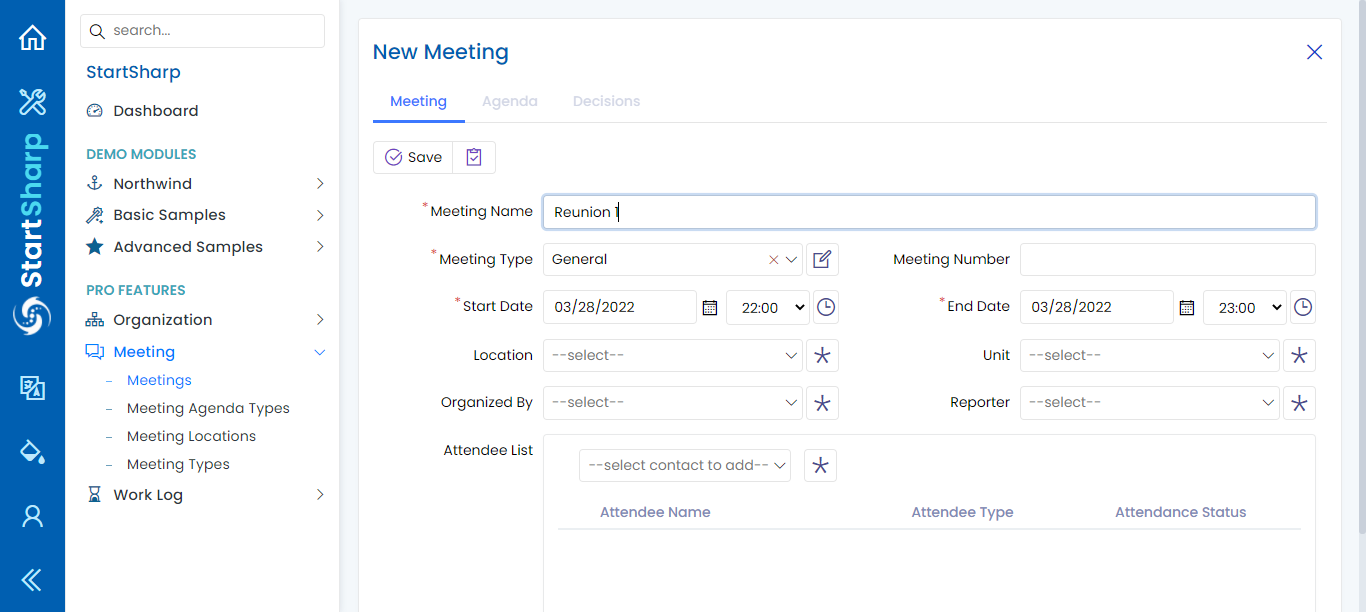 search...
StartSharp
StartSharp
Dashboard
DEMO MODULES
Northwind
Basic Samples
Advanced Samples
PRO FEATURES
Organization
Meeting
Meetings
Meeting Agenda Types
Meeting Locations
Meeting Types
Work Log
New Meeting
Meeting Agenda Decisions
Save
*Meeting Name Reunion 1
*Meeting Type General Meeting Number
*Start Date 03/28/2022 22:00 *End Date 03/28/2022 23:00
Location --select-- Unit --select--
Organized By --select-- Reporter --select--
Attendee List --select contact to add--
Attendee Name Attendee Type Attendance Status